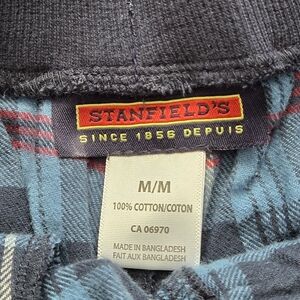 STANFIELD'S
SINCE 1856 DEPUIS
M/M
100% COTTON/COTON
CA 06970
MADE IN BANGLADESH
FAIT AUX BANGLADESH